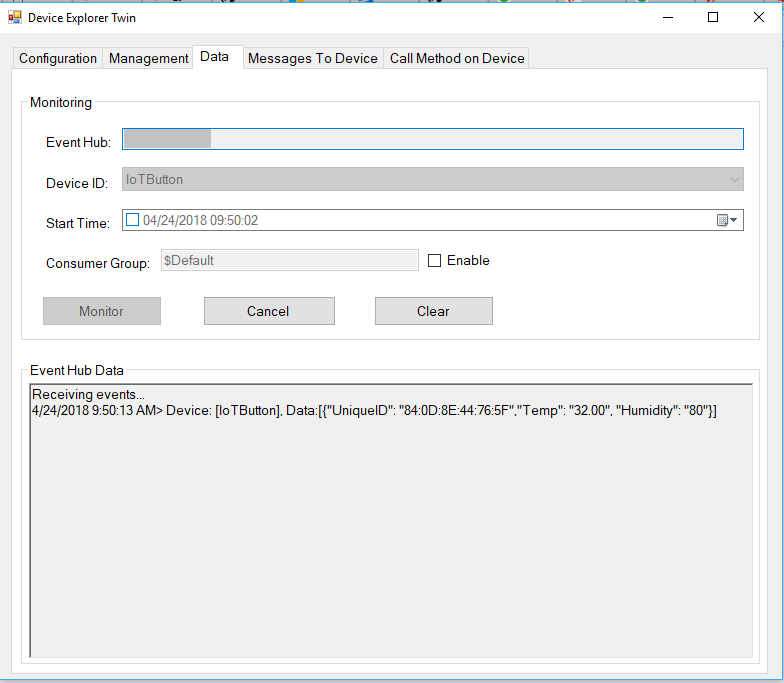 Device Explorer Twin
Configuration Management Data Messages To Device Call Method on Device
Monitoring
Event Hub:
Device ID: IoTButton
Start Time: 04/24/2018 09:50:02
Consumer Group: $Default Enable
Monitor Cancel Clear
Event Hub Data
Receiving events...
4/24/2018 9:50:13 AM> Device: [IoTButton], Data:[{"UniqueID": "84:0D:8E:44:76:5F","Temp": "32.00", "Humidity": "80"}]